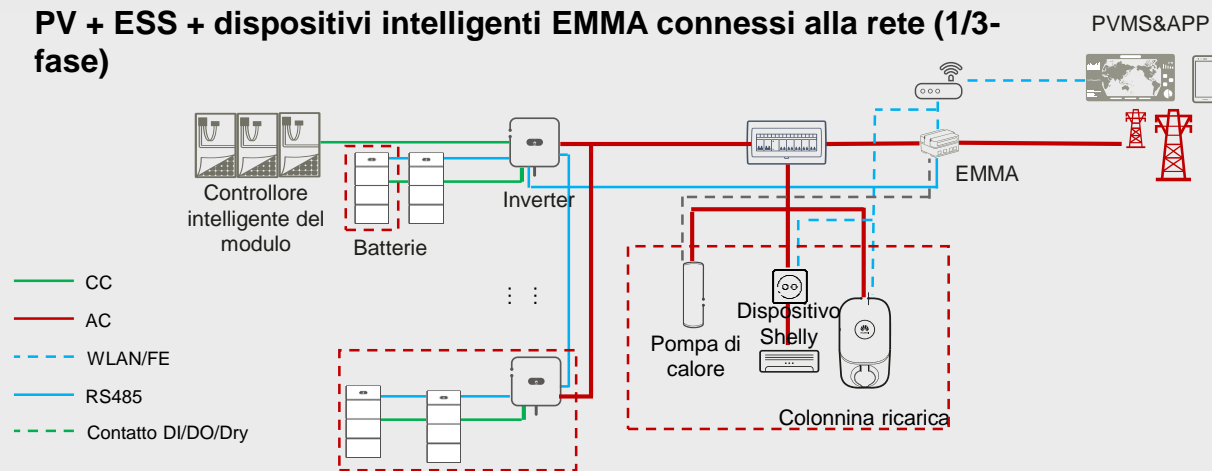 PV + ESS + dispositivi intelligenti EMMA connessi alla rete (1/3-
fase)
PVMS&APP
EMMA
Controllore
intelligente del
modulo
Batterie
Inverter
CC
AC
WLAN/FE
RS485
Contatto DI/DO/Dry
Pompa di
calore
Dispositivo
Shelly
Colonnina ricarica